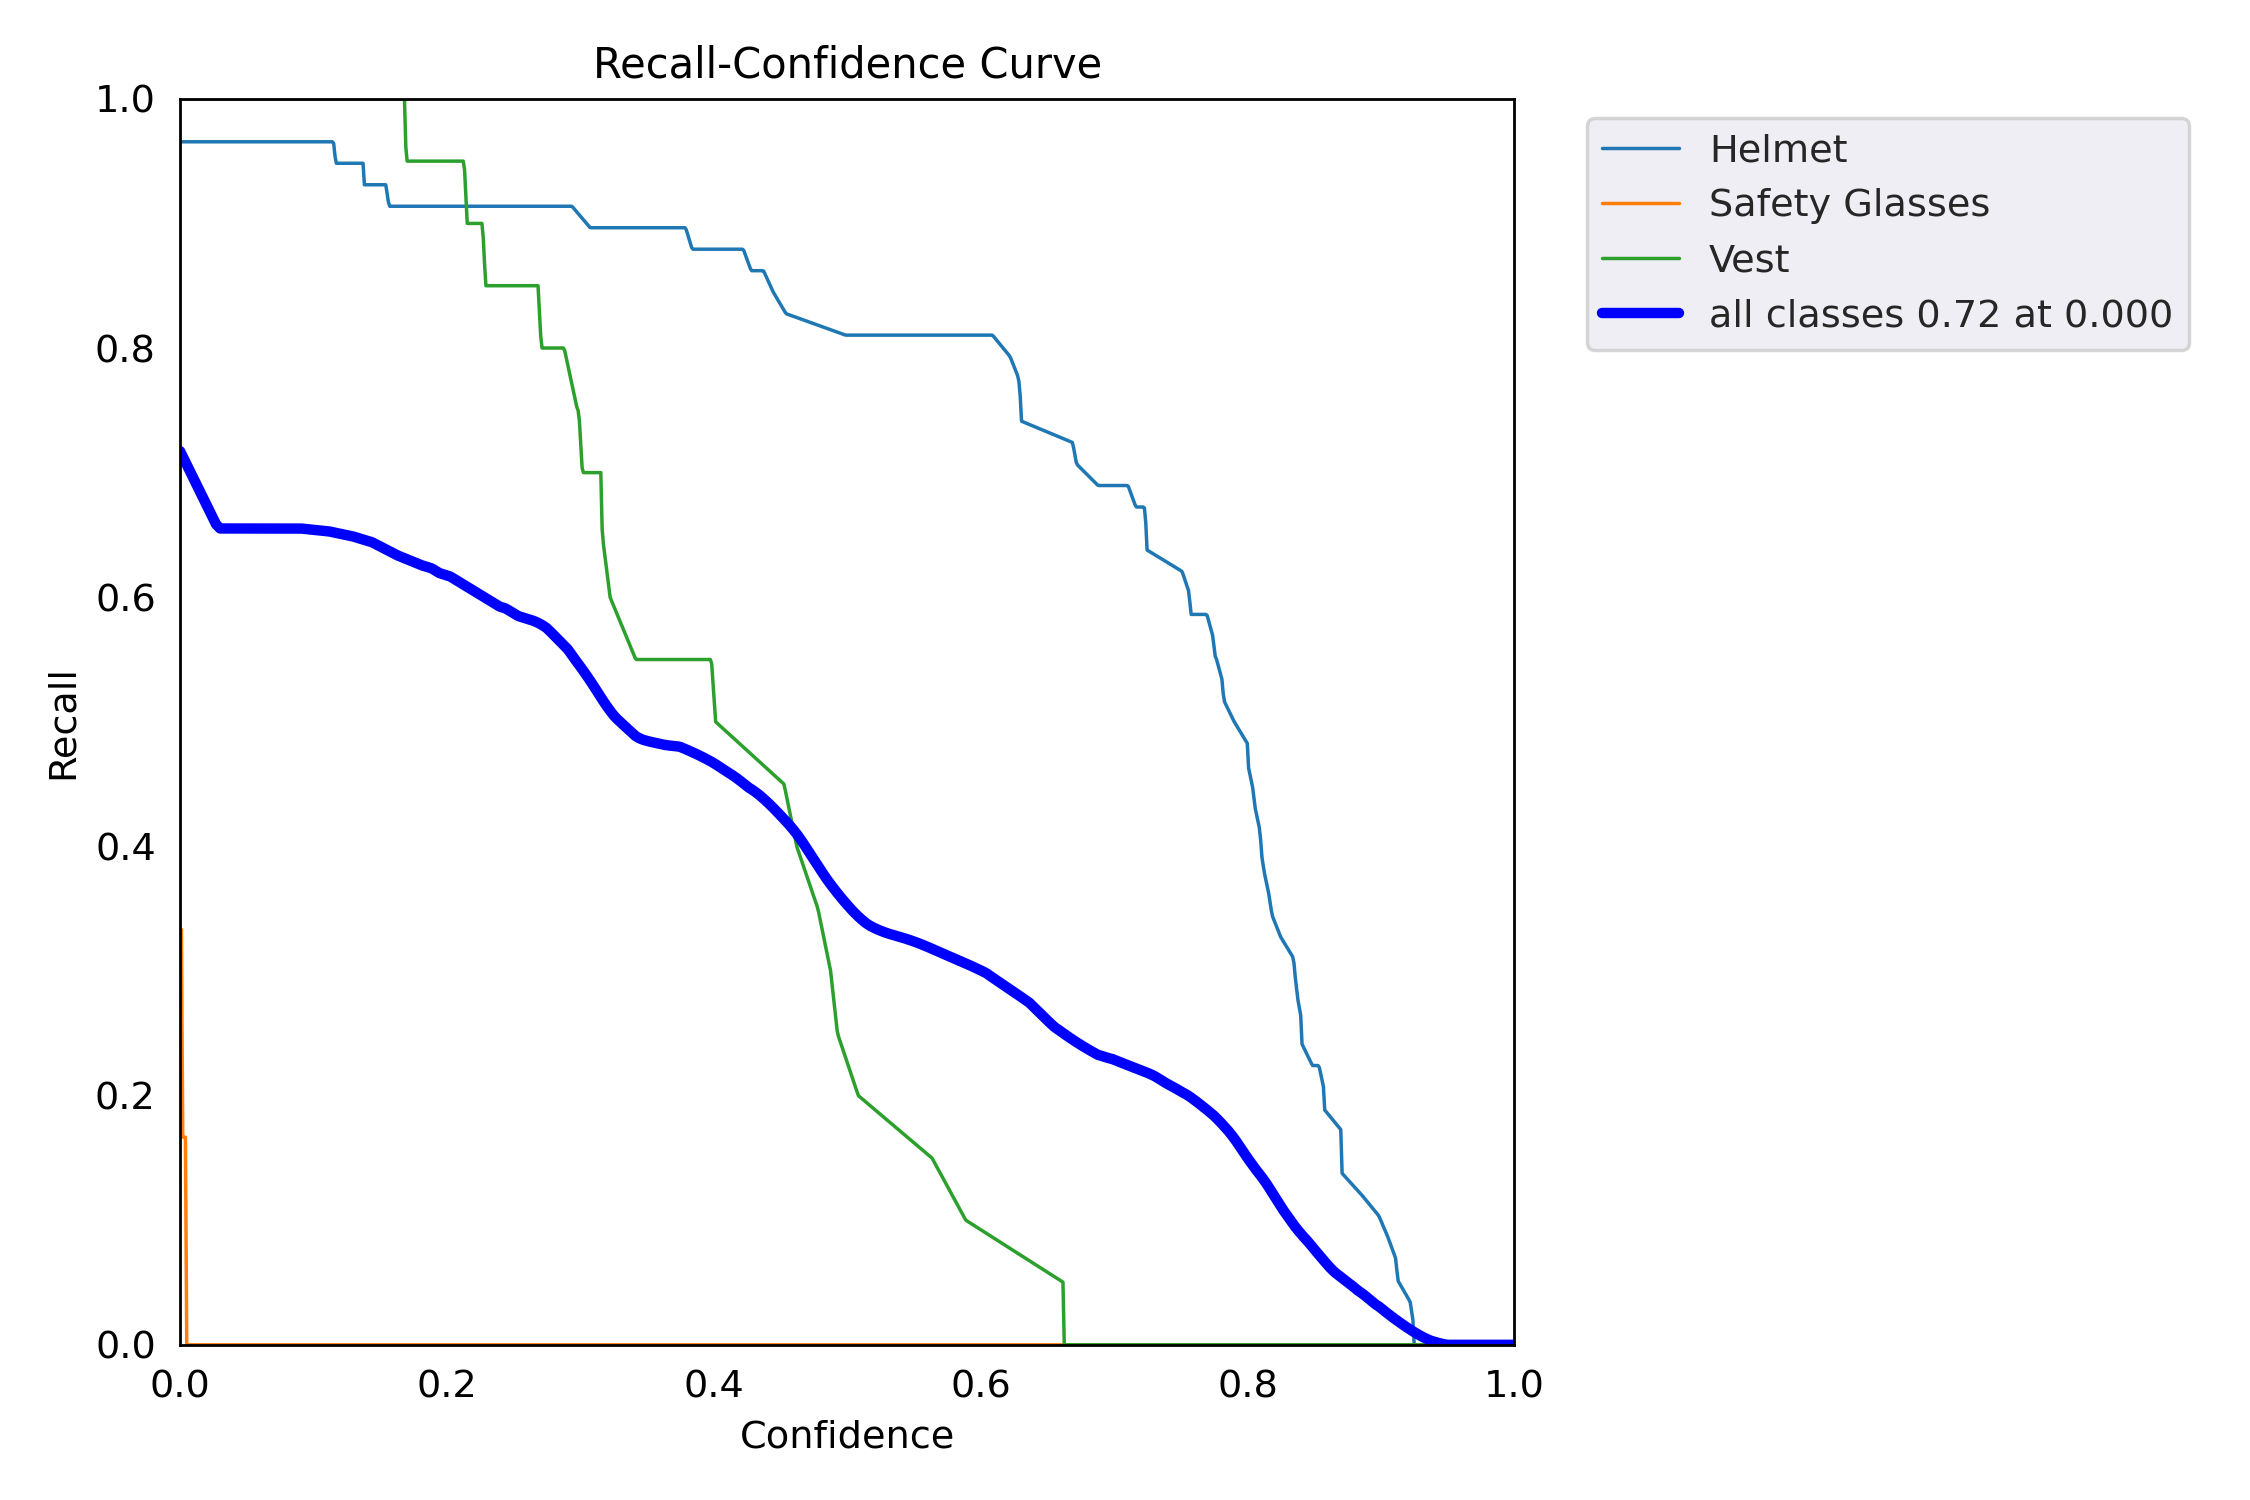 Recall-Confidence Curve
1.0
0.8
0.6
0.4
0.2
0.0
Recall
0.0 0.2 0.4 0.6 0.8 1.0
Confidence
Helmet
Safety Glasses
Vest
all classes 0.72 at 0.000